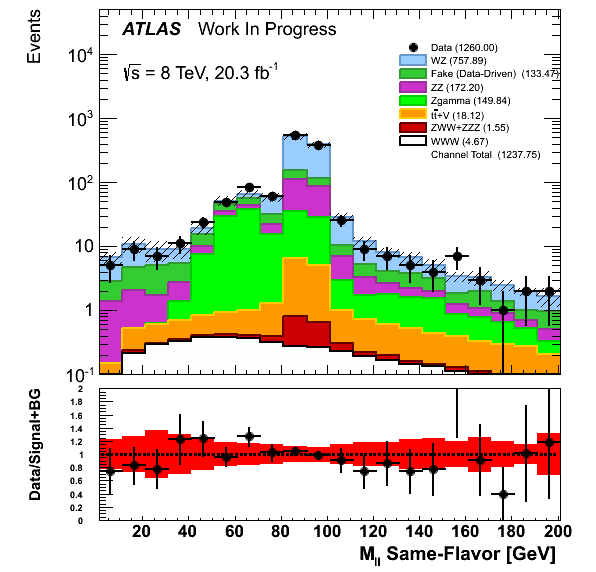 Events
ATLAS Work In Progress
√s = 8 TeV, 20.3 fb⁻¹
Data (1260.00)
WZ (757.89)
Fake (Data-Driven) (133.47)
ZZ (172.20)
Zgamma (149.84)
tt̄+V (18.12)
ZWW+ZZZ (1.55)
WWW (4.67)
Channel Total (1237.75)
10⁴
10³
10²
10
1
10⁻¹
Data/Signal+BG
2
1.8
1.6
1.4
1.2
1
0.8
0.6
0.4
0.2
0
20 40 60 80 100 120 140 160 180 200
M_ll Same-Flavor [GeV]